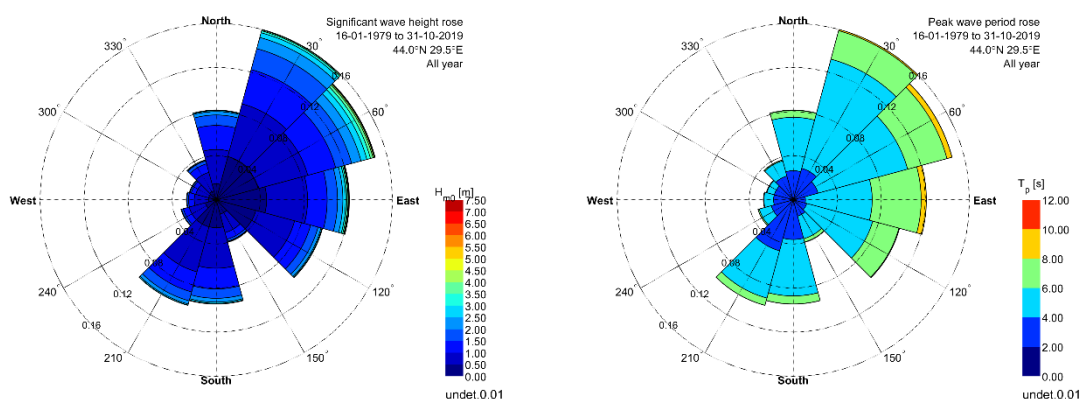 North
Significant wave height rose
16-01-1979 to 31-10-2019
44.0°N 29.5°E
All year
330°
30°
0.16
300°
0.12
60°
0.08
0.04
West
East
0.04
0.08
240°
0.12
120°
0.16
210°
150°
South
H m0 [m]
7.50
7.00
6.50
6.00
5.50
5.00
4.50
4.00
3.50
3.00
2.50
2.00
1.50
1.00
0.50
0.00
undet.0.01
North
Peak wave period rose
16-01-1979 to 31-10-2019
44.0°N 29.5°E
All year
330°
30°
0.16
300°
0.12
60°
0.08
0.04
West
East
0.04
0.08
240°
0.12
120°
0.16
210°
150°
South
T p [s]
12.00
10.00
8.00
6.00
4.00
2.00
0.00
undet.0.01